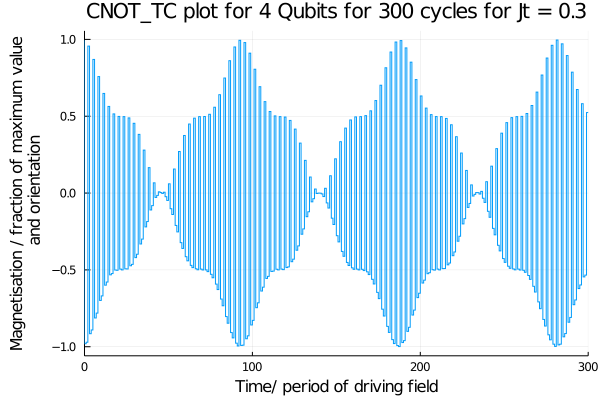 CNOT_TC plot for 4 Qubits for 300 cycles for Jt = 0.3
Magnetisation / fraction of maximum value
and orientation
1.0
0.5
0.0
−0.5
−1.0
0
100
200
300
Time/ period of driving field